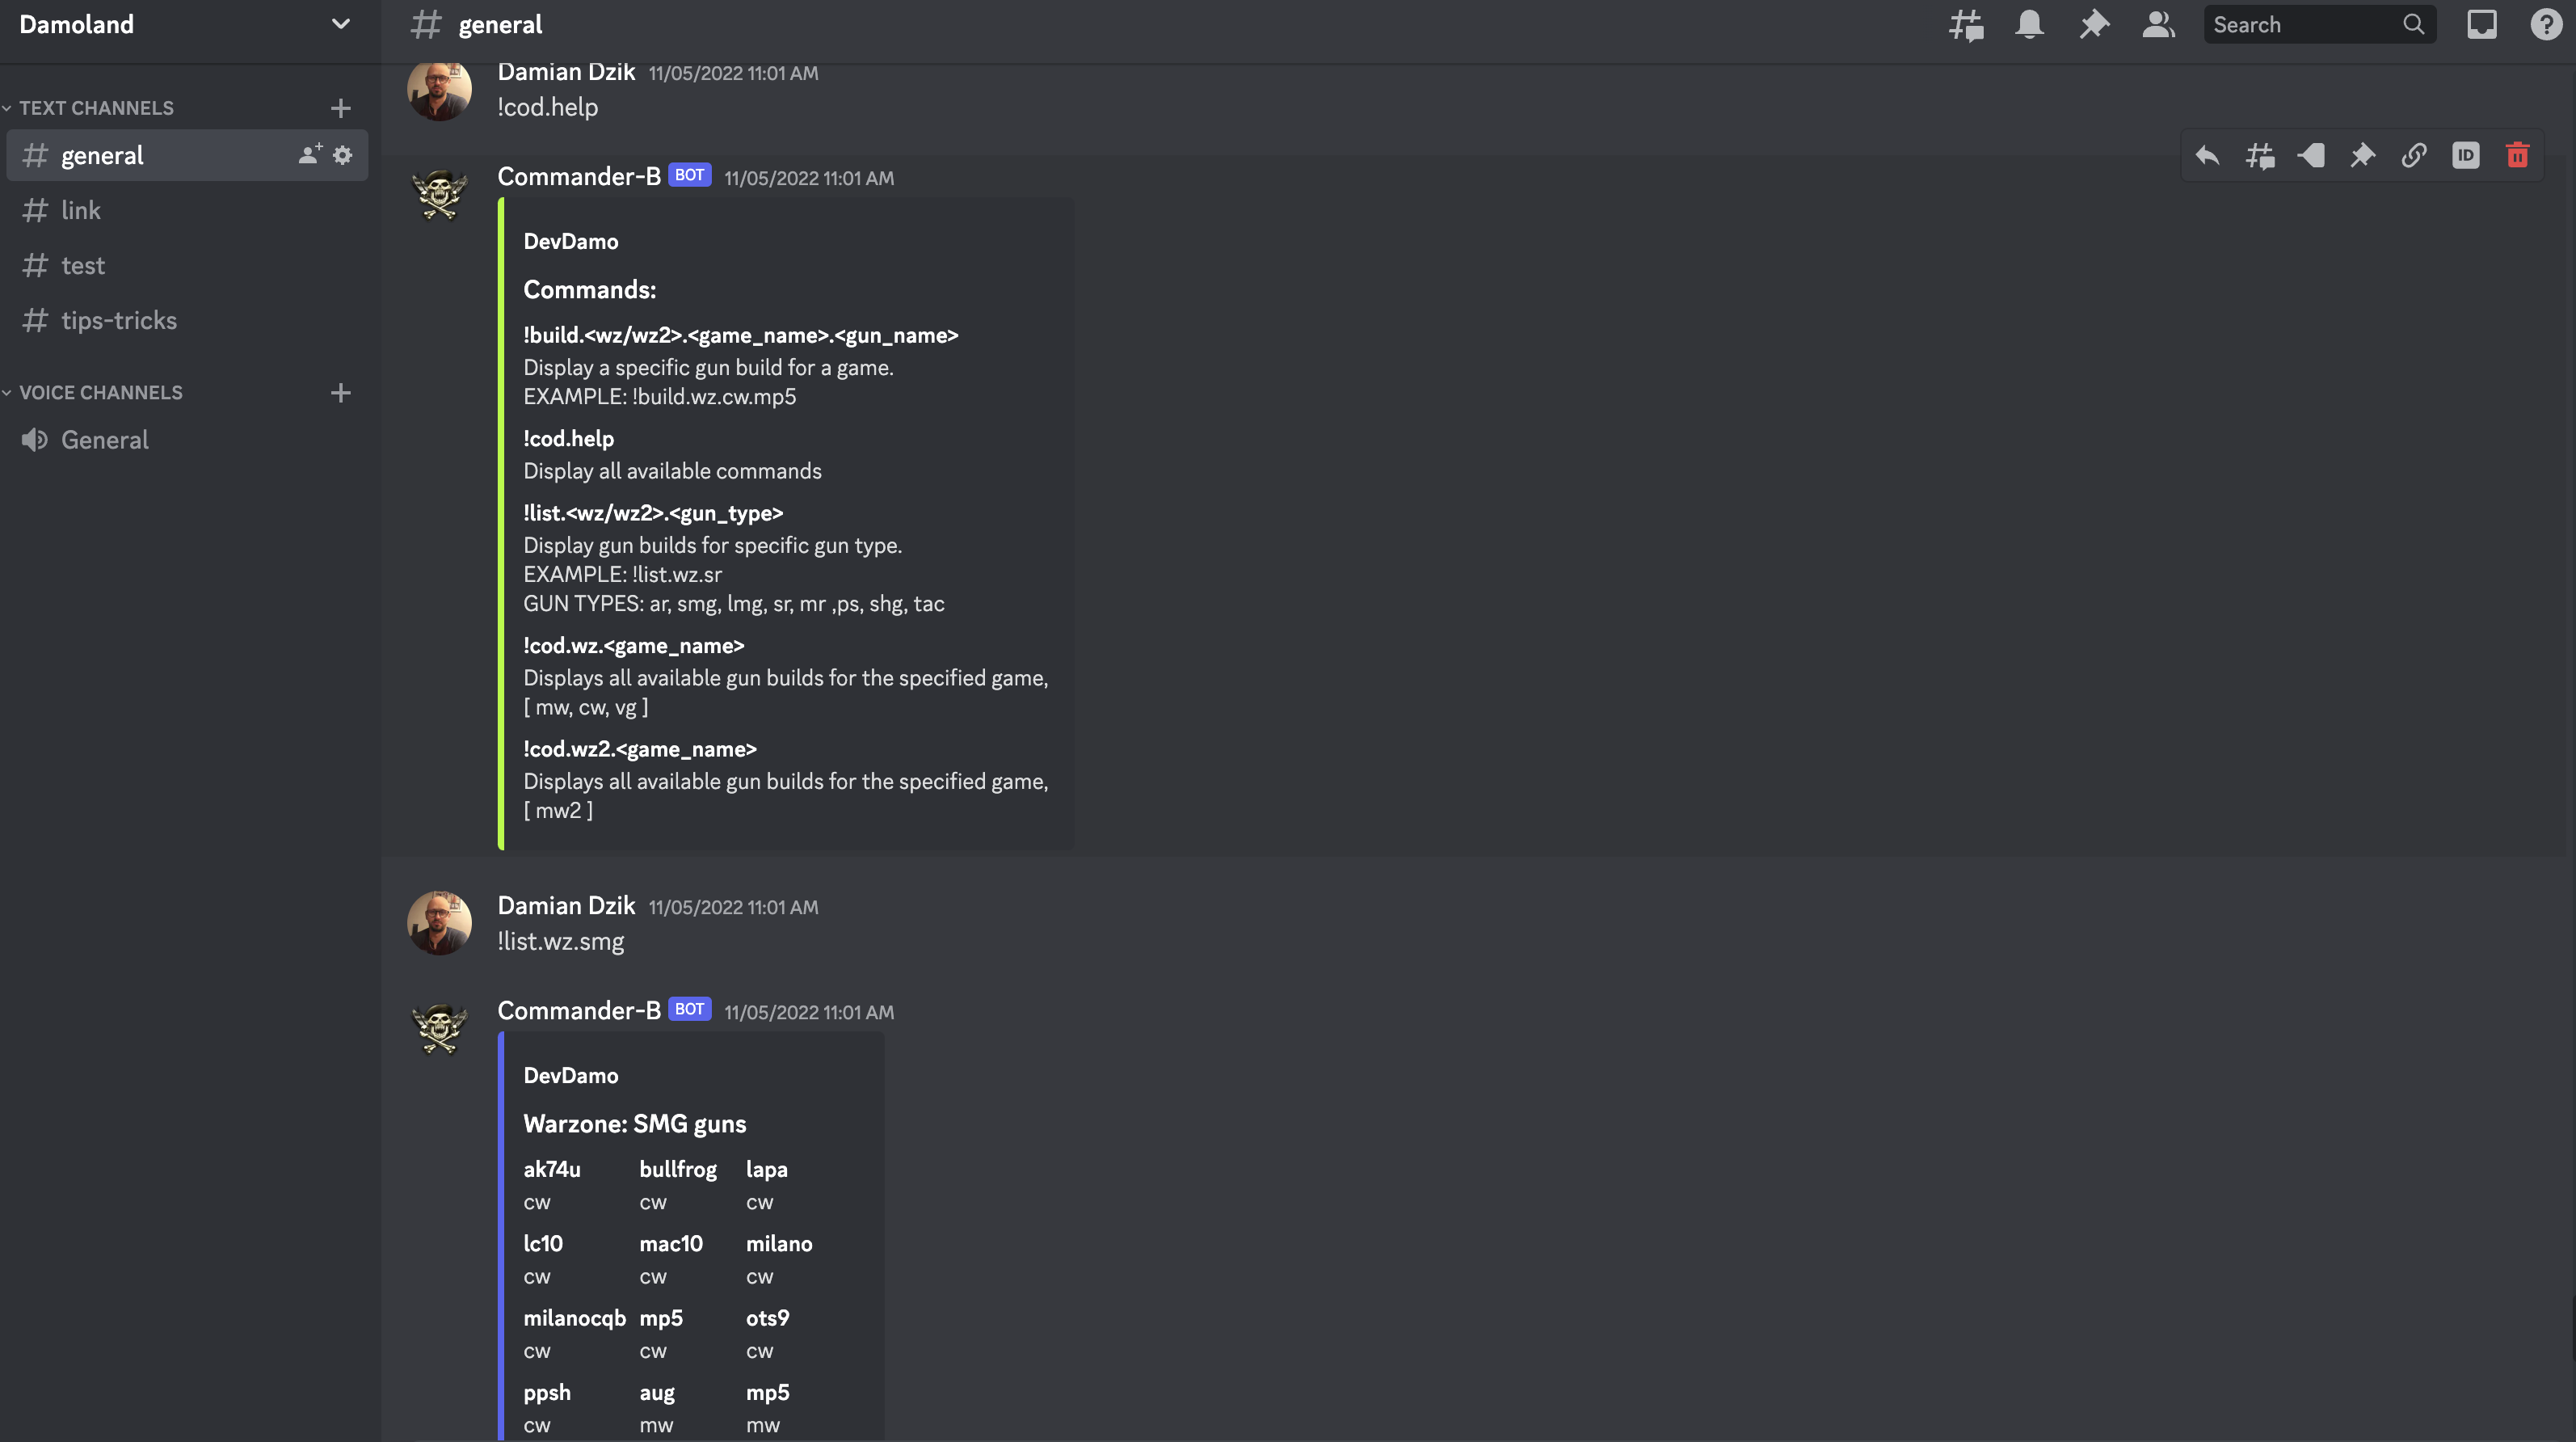 Damoland
general
Search
TEXT CHANNELS
general
link
test
tips-tricks
VOICE CHANNELS
General
Damian Dzik 11/05/2022 11:01 AM
!cod.help
Commander-B BOT 11/05/2022 11:01 AM
ID
DevDamo
Commands:
!build.<wz/wz2>.<game_name>.<gun_name>
Display a specific gun build for a game.
EXAMPLE: !build.wz.cw.mp5
!cod.help
Display all available commands
!list.<wz/wz2>.<gun_type>
Display gun builds for specific gun type.
EXAMPLE: !list.wz.sr
GUN TYPES: ar, smg, lmg, sr, mr ,ps, shg, tac
!cod.wz.<game_name>
Displays all available gun builds for the specified game,
[ mw, cw, vg ]
!cod.wz2.<game_name>
Displays all available gun builds for the specified game,
[ mw2 ]
Damian Dzik 11/05/2022 11:01 AM
!list.wz.smg
Commander-B BOT 11/05/2022 11:01 AM
DevDamo
Warzone: SMG guns
ak74u bullfrog lapa
cw cw cw
lc10 mac10 milano
cw cw cw
milanocqb mp5 ots9
cw cw cw
ppsh aug mp5
cw mw mw